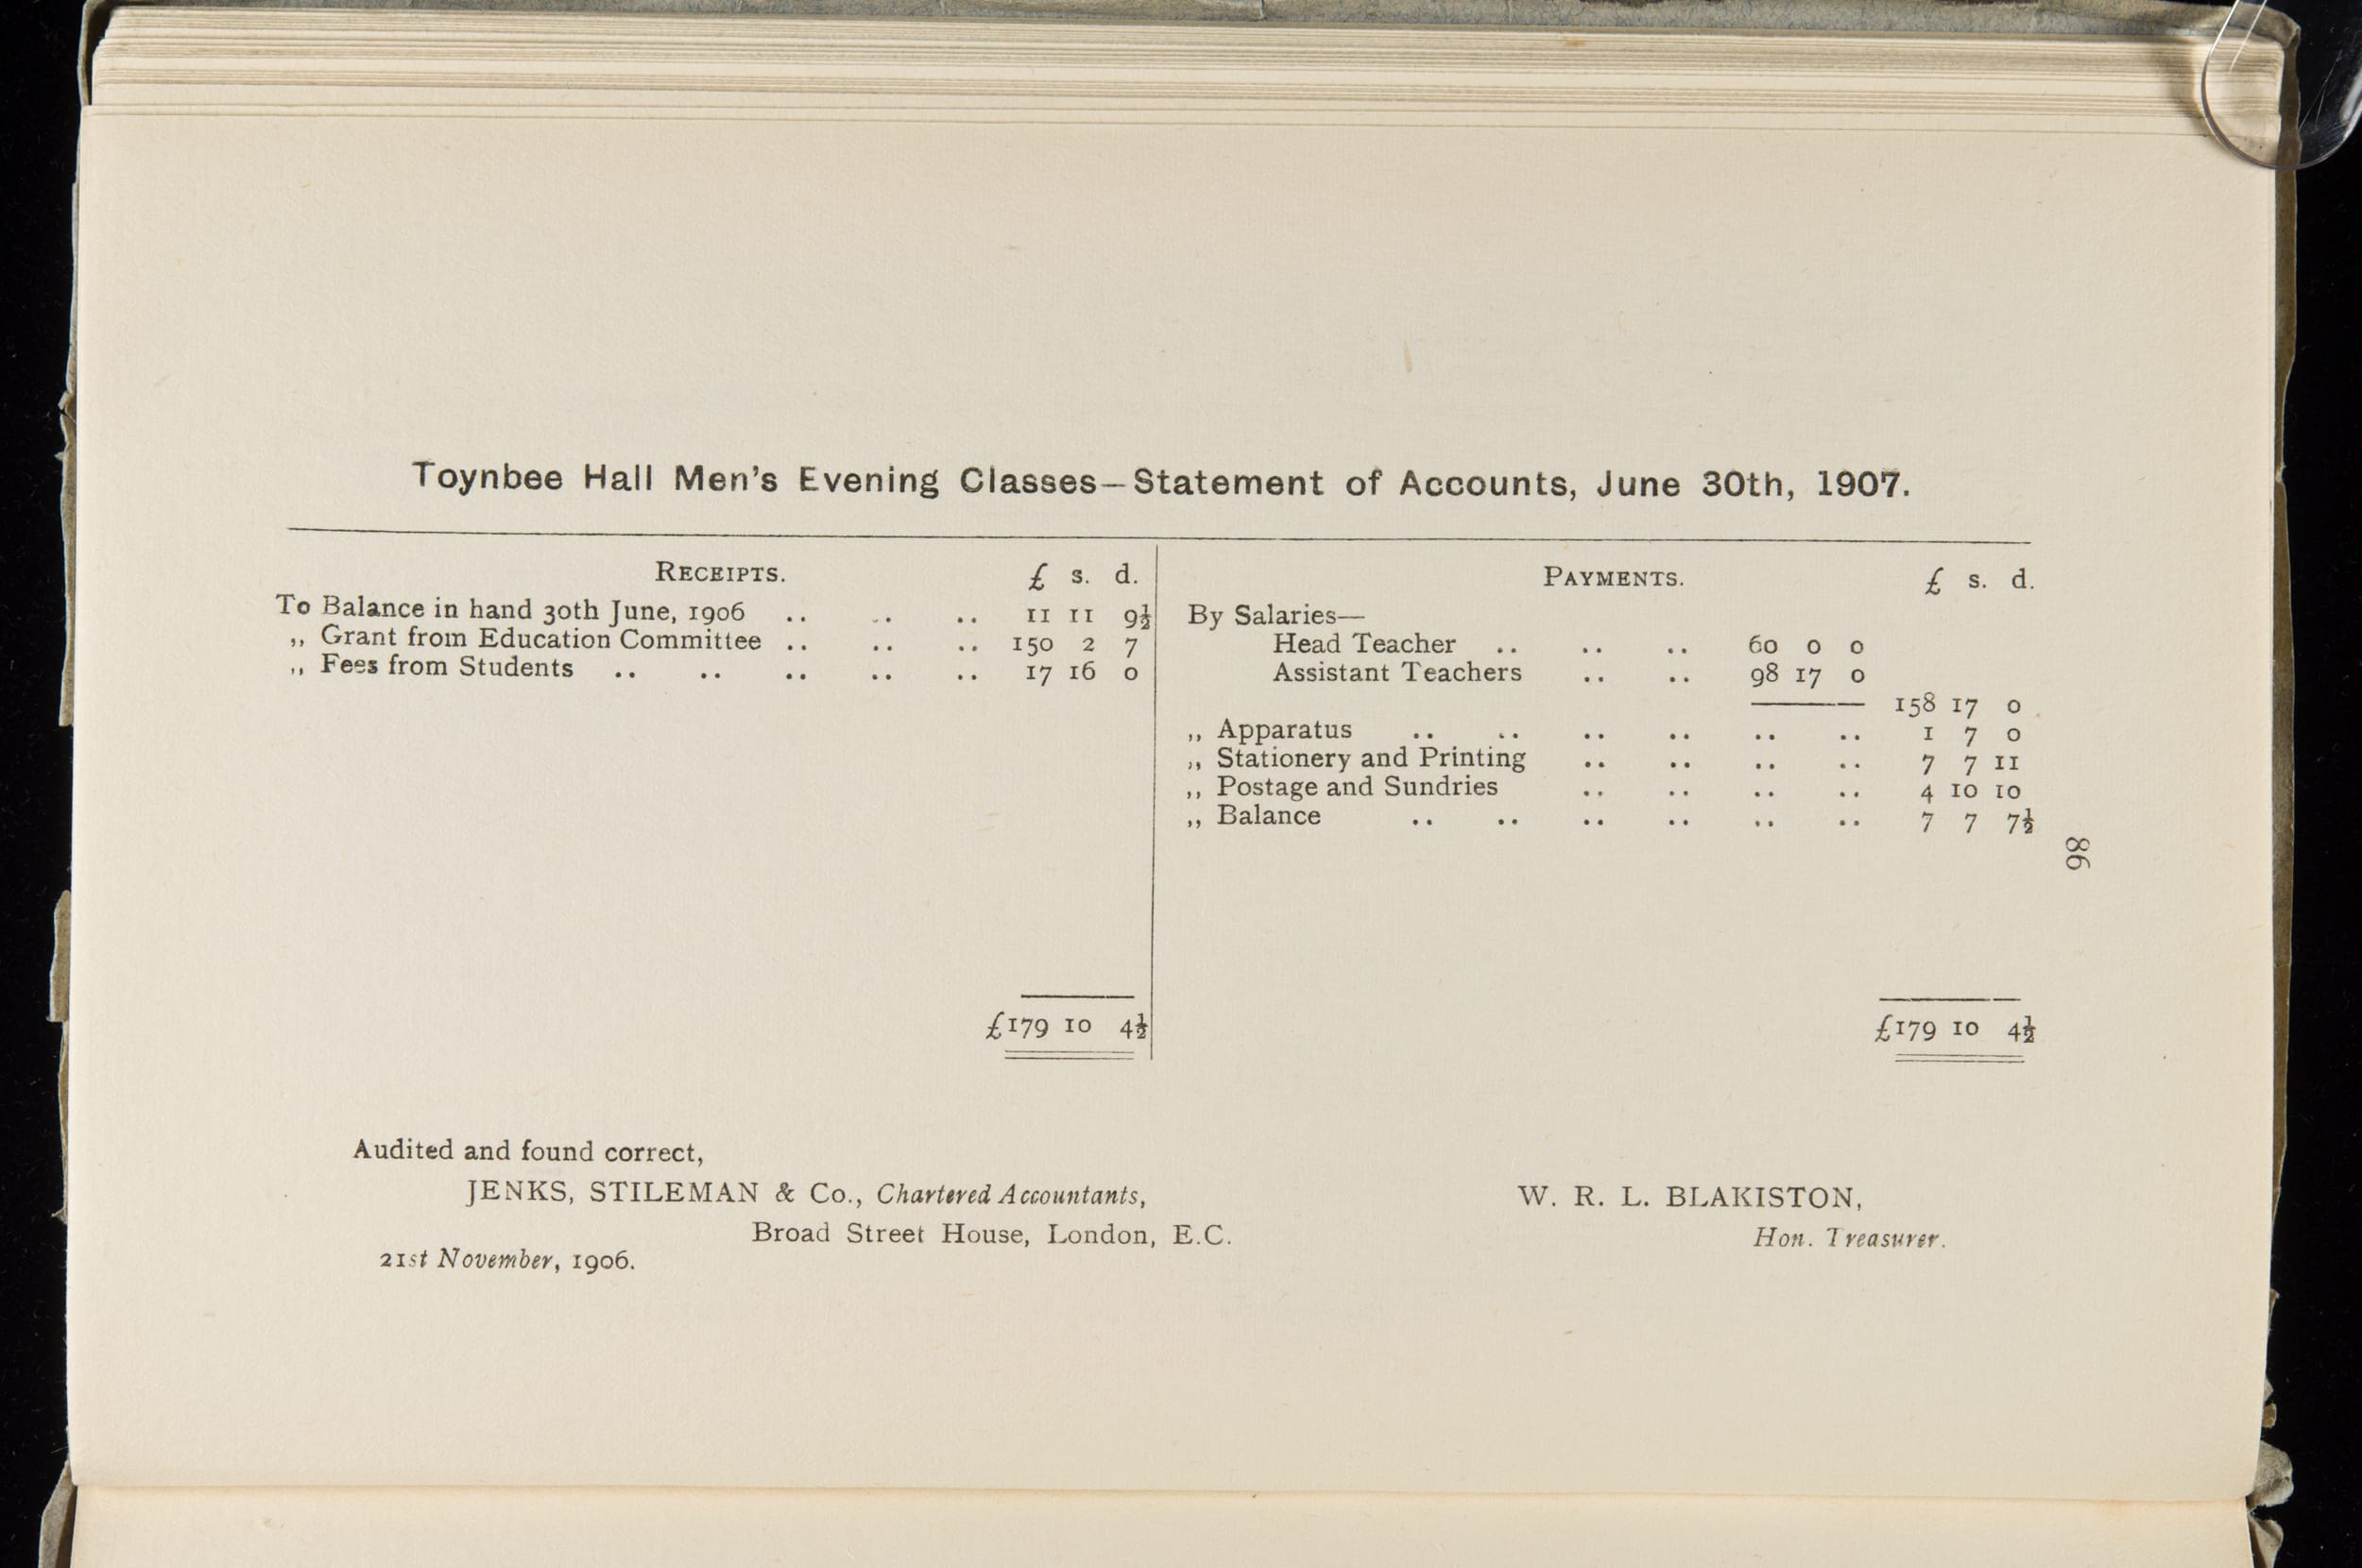 Toynbee Hall Men's Evening Classes—Statement of Accounts, June 30th, 1907.
RECEIPTS. £ s. d.
To Balance in hand 30th June, 1906 .. .. .. 11 11 9½
,, Grant from Education Committee .. .. .. 150 2 7
,, Fees from Students .. .. .. .. .. 17 16 0
£179 10 4½
PAYMENTS. £ s. d.
By Salaries—
Head Teacher .. .. .. 60 0 0
Assistant Teachers .. .. 98 17 0
158 17 0
,, Apparatus .. .. .. .. .. .. 1 7 0
,, Stationery and Printing .. .. .. .. 7 7 11
,, Postage and Sundries .. .. .. .. 4 10 10
,, Balance .. .. .. .. .. .. 7 7 7½
£179 10 4½
86
Audited and found correct,
JENKS, STILEMAN & Co., Chartered Accountants,
Broad Street House, London, E.C.
21st November, 1906.
W. R. L. BLAKISTON,
Hon. Treasurer.